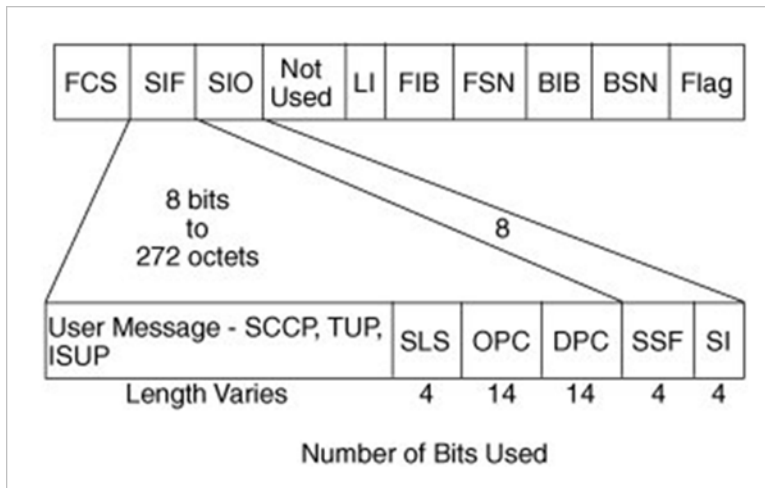 FCS SIF SIO Not Used LI FIB FSN BIB BSN Flag
8 bits
to
272 octets
8
User Message - SCCP, TUP,
ISUP
SLS OPC DPC SSF SI
Length Varies 4 14 14 4 4
Number of Bits Used